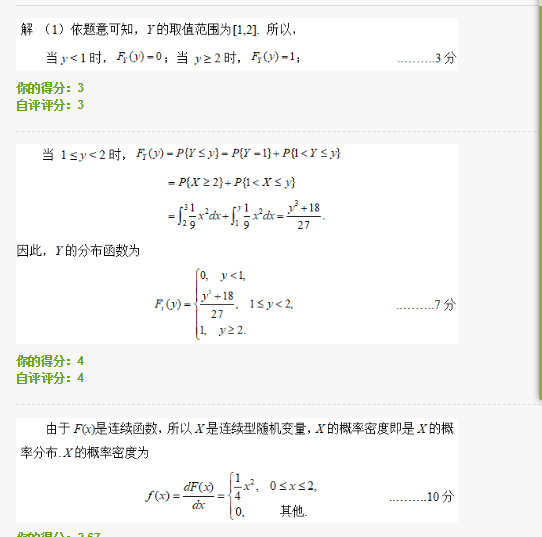 解 （1）依题意可知，Y的取值范围为[1,2]. 所以，
当 y<1 时， F_Y(y)=0；当 y≥2 时， F_Y(y)=1； ..........3 分
你的得分：3
自评评分：3
当 1≤y<2 时， F_Y(y)=P{Y≤y}=P{Y=1}+P{1<Y≤y}
=P{X≥2}+P{1<X≤y}
=∫_2^3 1/9 x^2dx+∫_1^y 1/9 x^2dx=(y^3+18)/27.
因此，Y的分布函数为
F_Y(y)={0, y<1,
(y^3+18)/27, 1≤y<2, ..........7 分
1, y≥2.
你的得分：4
自评评分：4
由于 F(x)是连续函数，所以 X 是连续型随机变量，X 的概率密度即是 X 的概
率分布. X 的概率密度为
f(x)=dF(x)/dx={1/4 x^2, 0≤x≤2,
0, 其他. ..........10 分